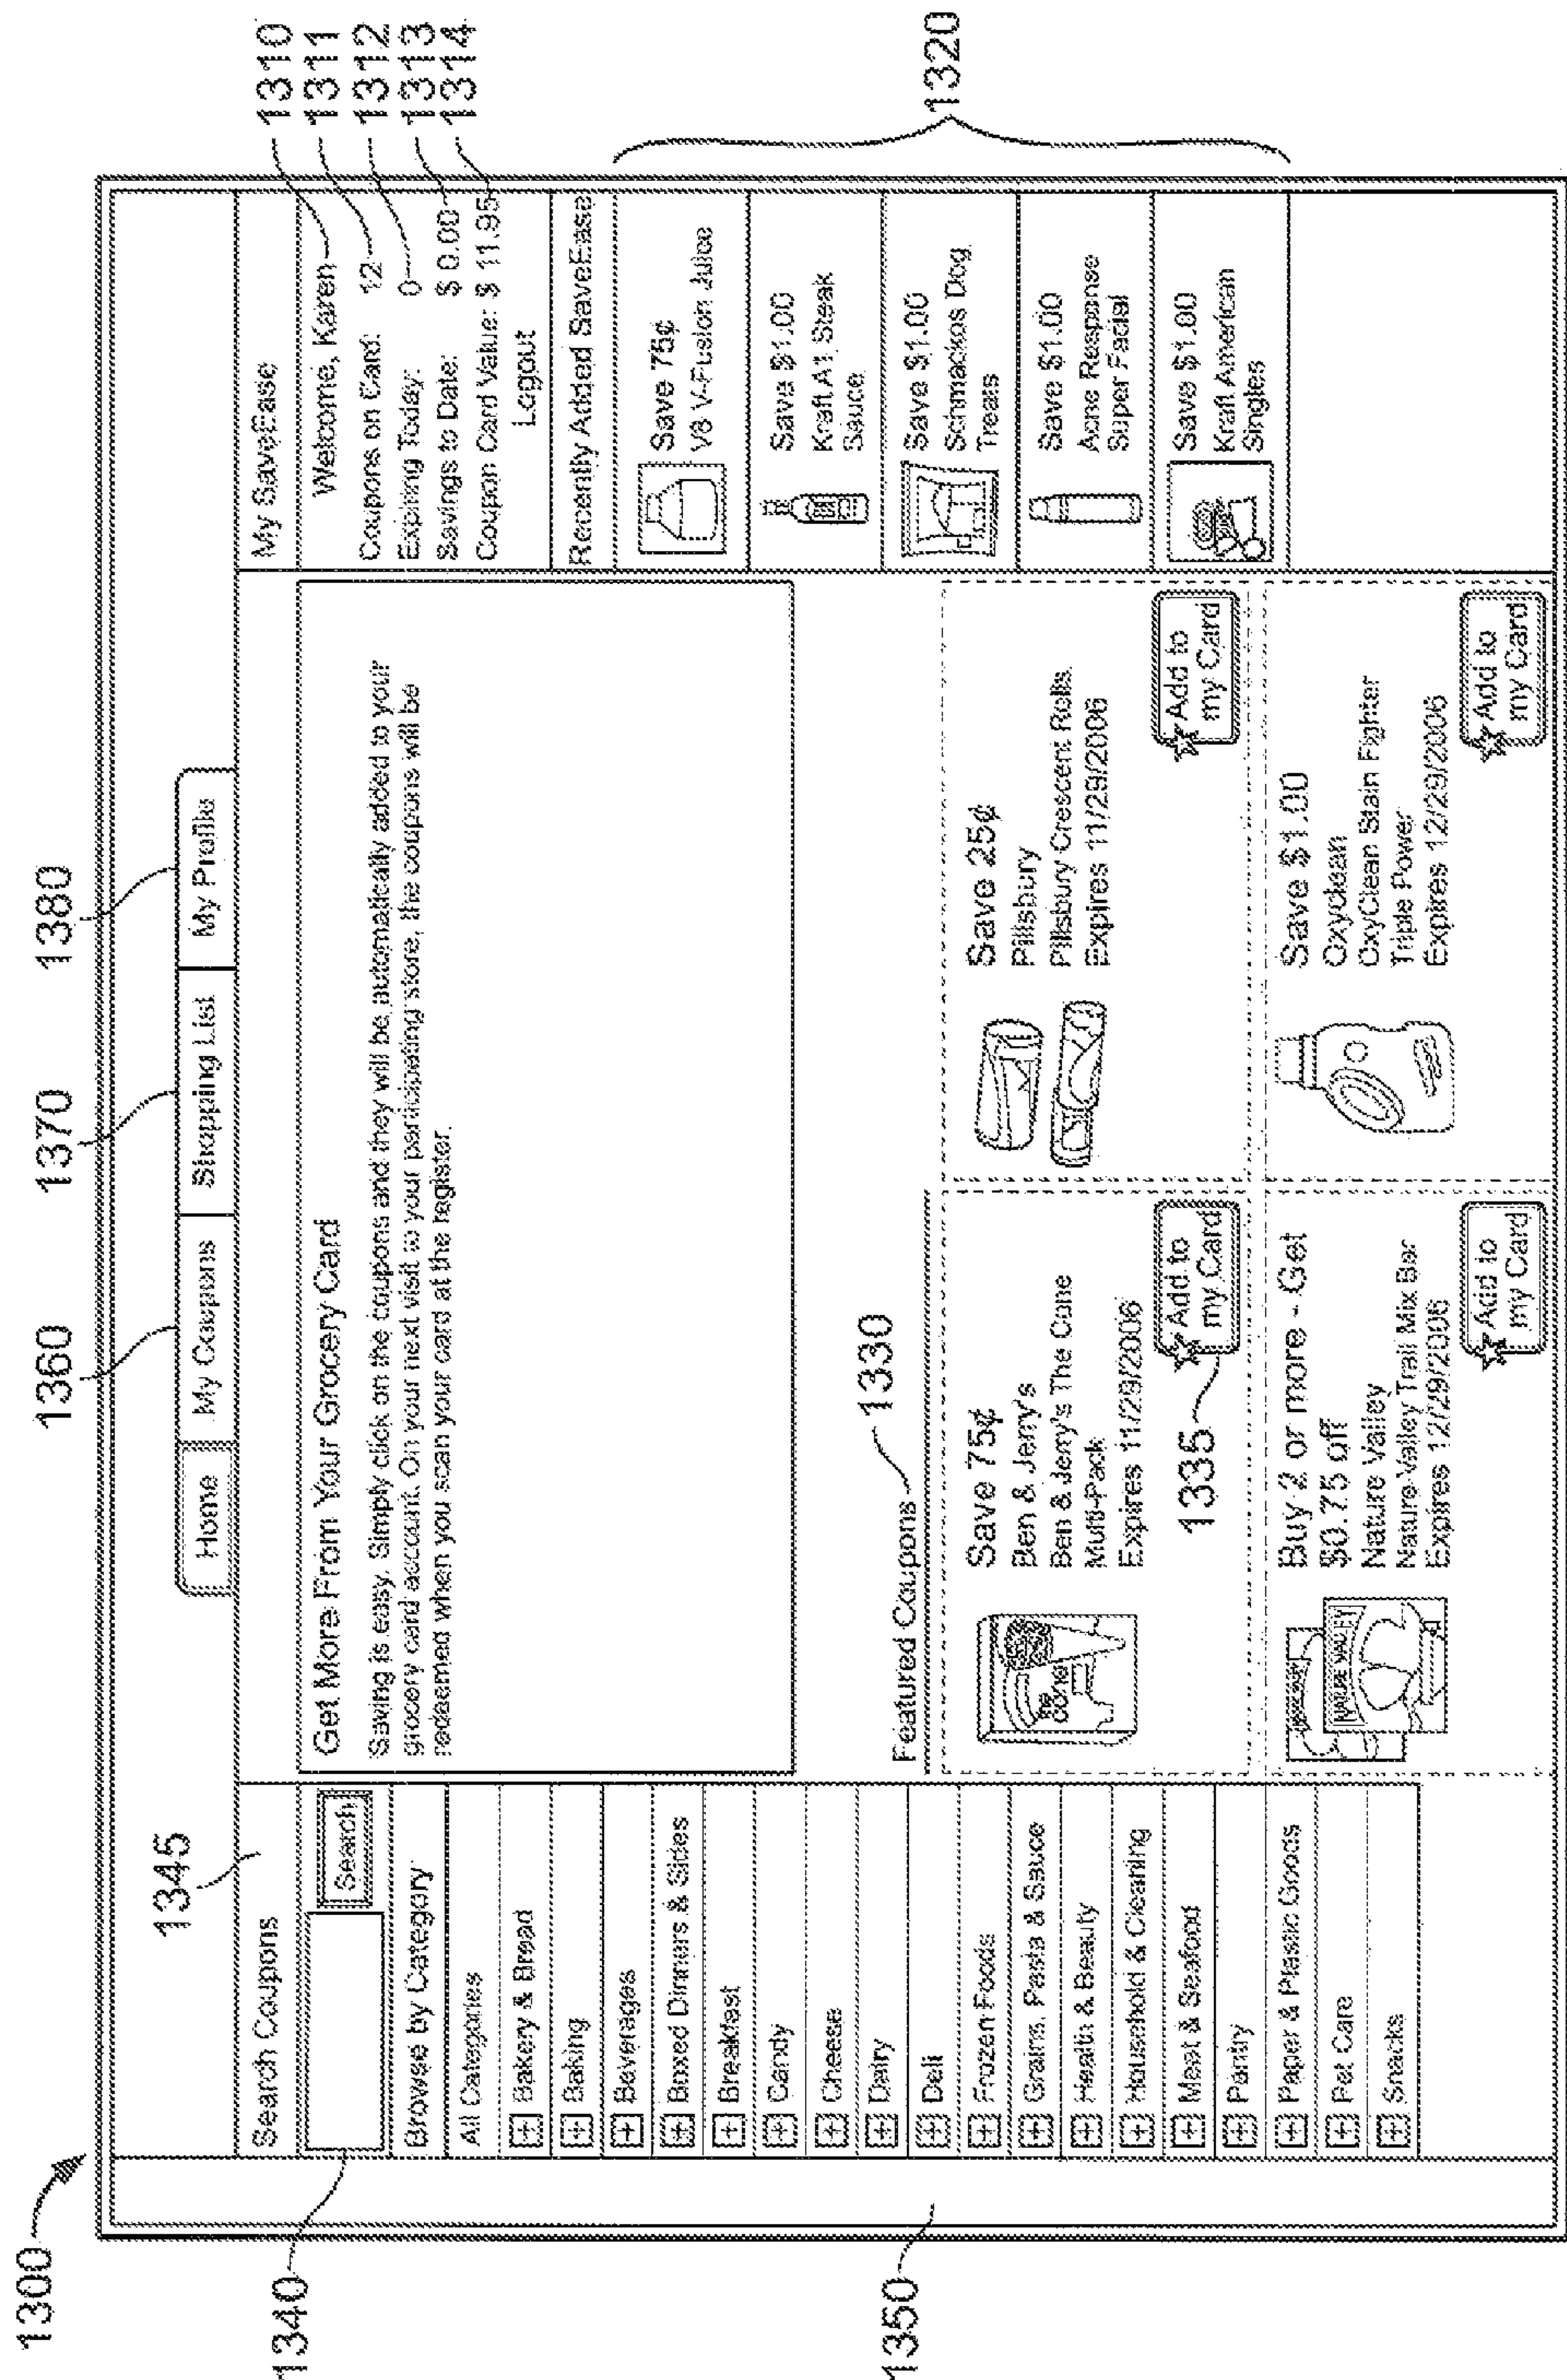 1300
1360
1370
1380
1345
Home
My Coupons
Shopping List
My Profile
1340
Search Coupons
Search
Browse by Category
All Categories
Bakery & Bread
Baking
Beverages
Boxed Dinners & Sides
Breakfast
Candy
Cheese
Dairy
Deli
Frozen Foods
Grains, Pasta & Sauce
Health & Beauty
Household & Cleaning
Meat & Seafood
Pantry
Paper & Plastic Goods
Pet Care
Snacks
1350
Get More From Your Grocery Card
Saving is easy. Simply click on the coupons and they will be automatically added to your
grocery card account. On your next visit to your participating store, the coupons will be
redeemed when you scan your card at the register.
Featured Coupons
1330
Save 75¢
Ben & Jerry's
Ben & Jerry's The Cone
Multi-Pack
Expires 11/29/2006
1335
Add to
my Card
Save 25¢
Pillsbury
Pillsbury Crescent Rolls
Expires 11/29/2006
Add to
my Card
Buy 2 or more - Get
$0.75 off
Nature Valley
Nature Valley Trail Mix Bar
Expires 12/29/2006
Add to
my Card
NATURE VALLEY
Save $1.00
Oxyclean
OxyClean Stain Fighter
Triple Power
Expires 12/29/2006
Add to
my Card
My SaveEase
Welcome, Karen
1310
Coupons on Card: 12
1311
Expiring Today: 0
1312
Savings to Date: $ 0.00
1313
Coupon Card Value: $ 11.95
1314
Logout
Recently Added SaveEase
Save 75¢
V8 V-Fusion Juice
Save $1.00
Kraft A1 Steak
Sauce
Save $1.00
Schmackos Dog
Treas
Save $1.00
Acne Response
Super Facial
Save $1.00
Kraft American
Singles
1320